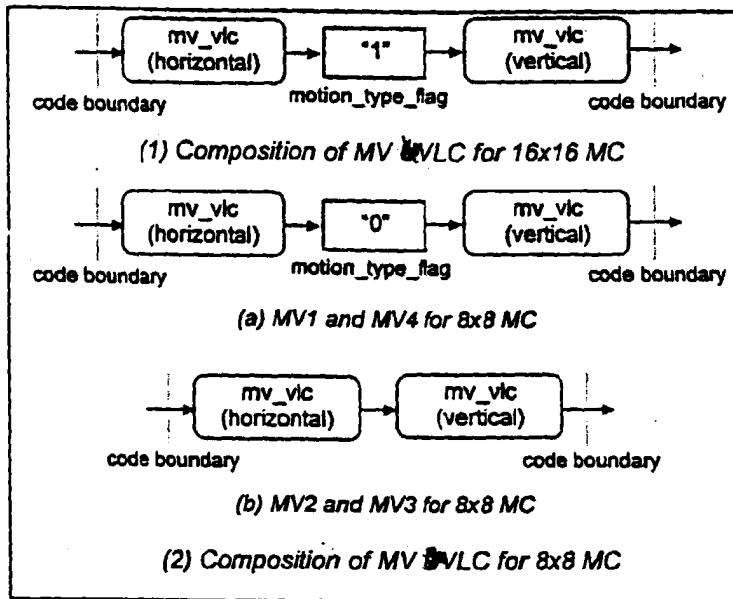 mv_vlc mv_vlc
(horizontal) "1" (vertical)
code boundary motion_type_flag code boundary
(1) Composition of MV VLC for 16x16 MC
mv_vlc mv_vlc
(horizontal) "0" (vertical)
code boundary motion_type_flag code boundary
(a) MV1 and MV4 for 8x8 MC
mv_vlc mv_vlc
(horizontal) (vertical)
code boundary code boundary
(b) MV2 and MV3 for 8x8 MC
(2) Composition of MV VLC for 8x8 MC